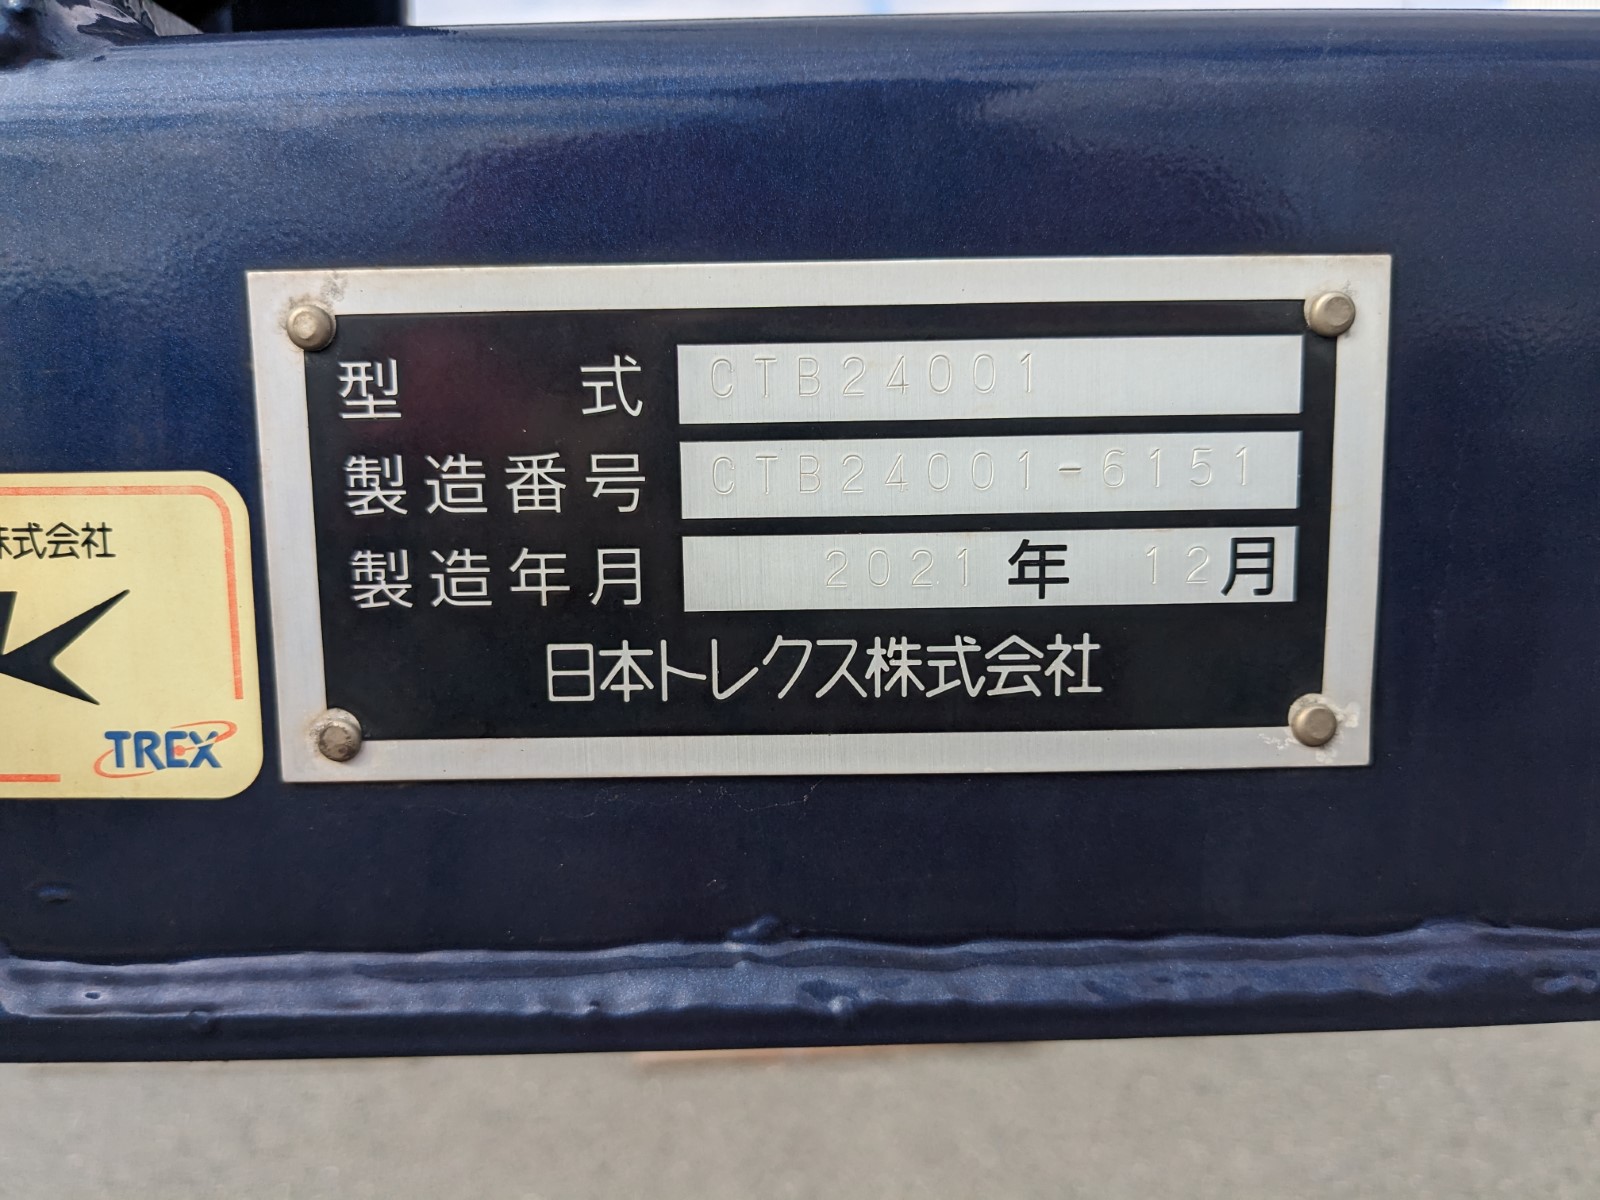 型式 CTB24001
製造番号 CTB24001-6151
製造年月 2021年 12月
日本トレクス株式会社
株式会社
TREX